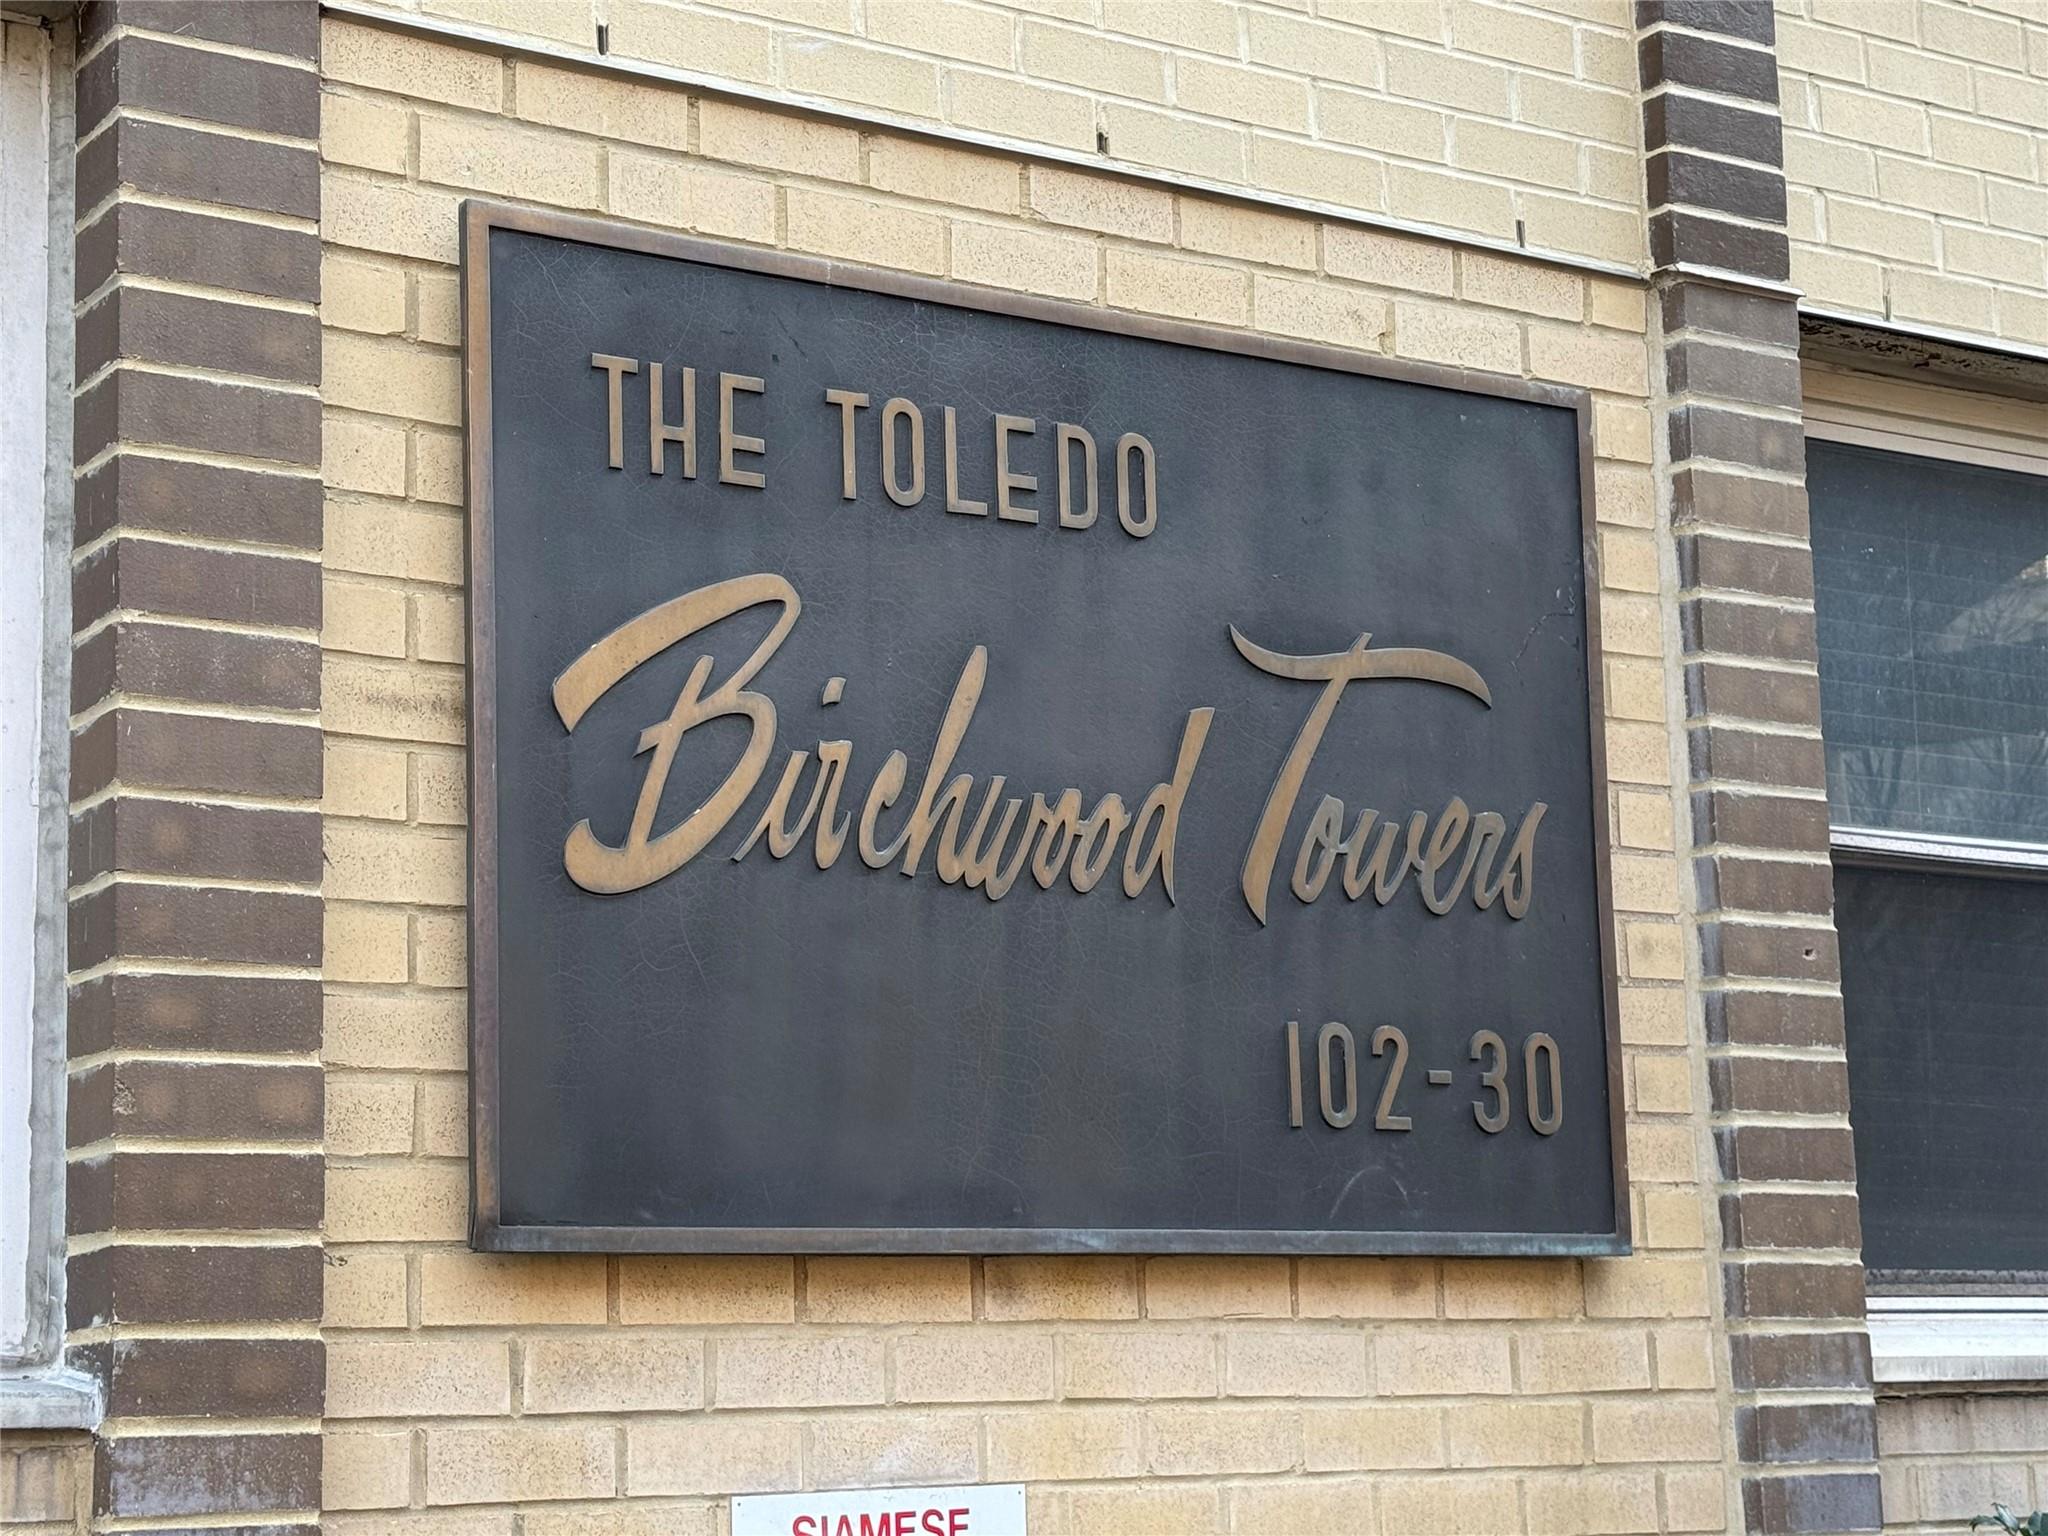 THE TOLEDO
Birchwood Towers
102-30
SIAMESE